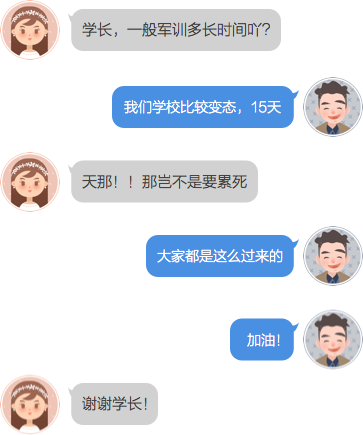 学长，一般军训多长时间吖？
我们学校比较变态，15天
天那！！那岂不是要累死
大家都是这么过来的
加油！
谢谢学长！